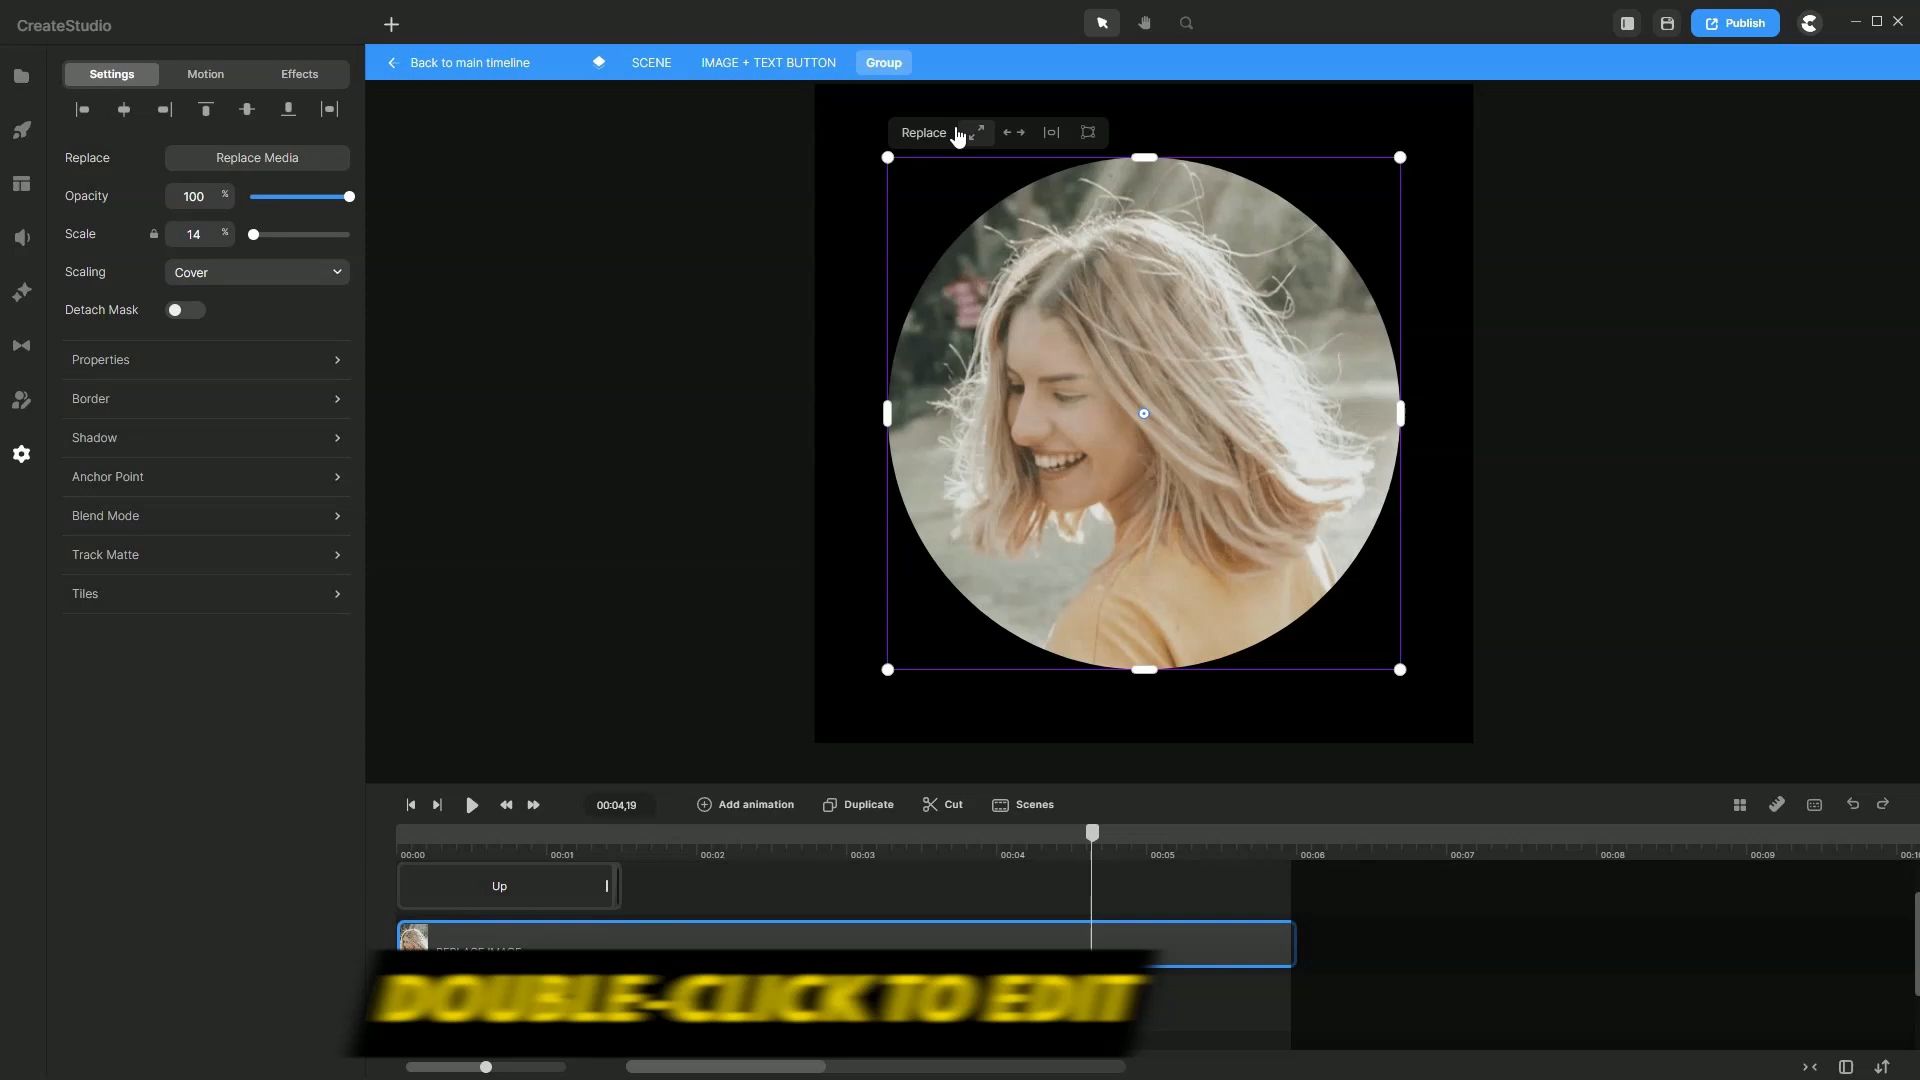 CreateStudio
Publish
Back to main timeline
SCENE
IMAGE + TEXT BUTTON
Group
Settings
Motion
Effects
Replace
Replace
Replace Media
Opacity
100
%
Scale
14
%
Scaling
Cover
Detach Mask
Properties
Border
Shadow
Anchor Point
Blend Mode
Track Matte
Tiles
00:04,19
Add animation
Duplicate
Cut
Scenes
00:00
00:01
00:02
00:03
00:04
00:05
00:06
00:07
00:08
00:09
Up
REPLACE IMAGE
DOUBLE-CLICK TO EDIT